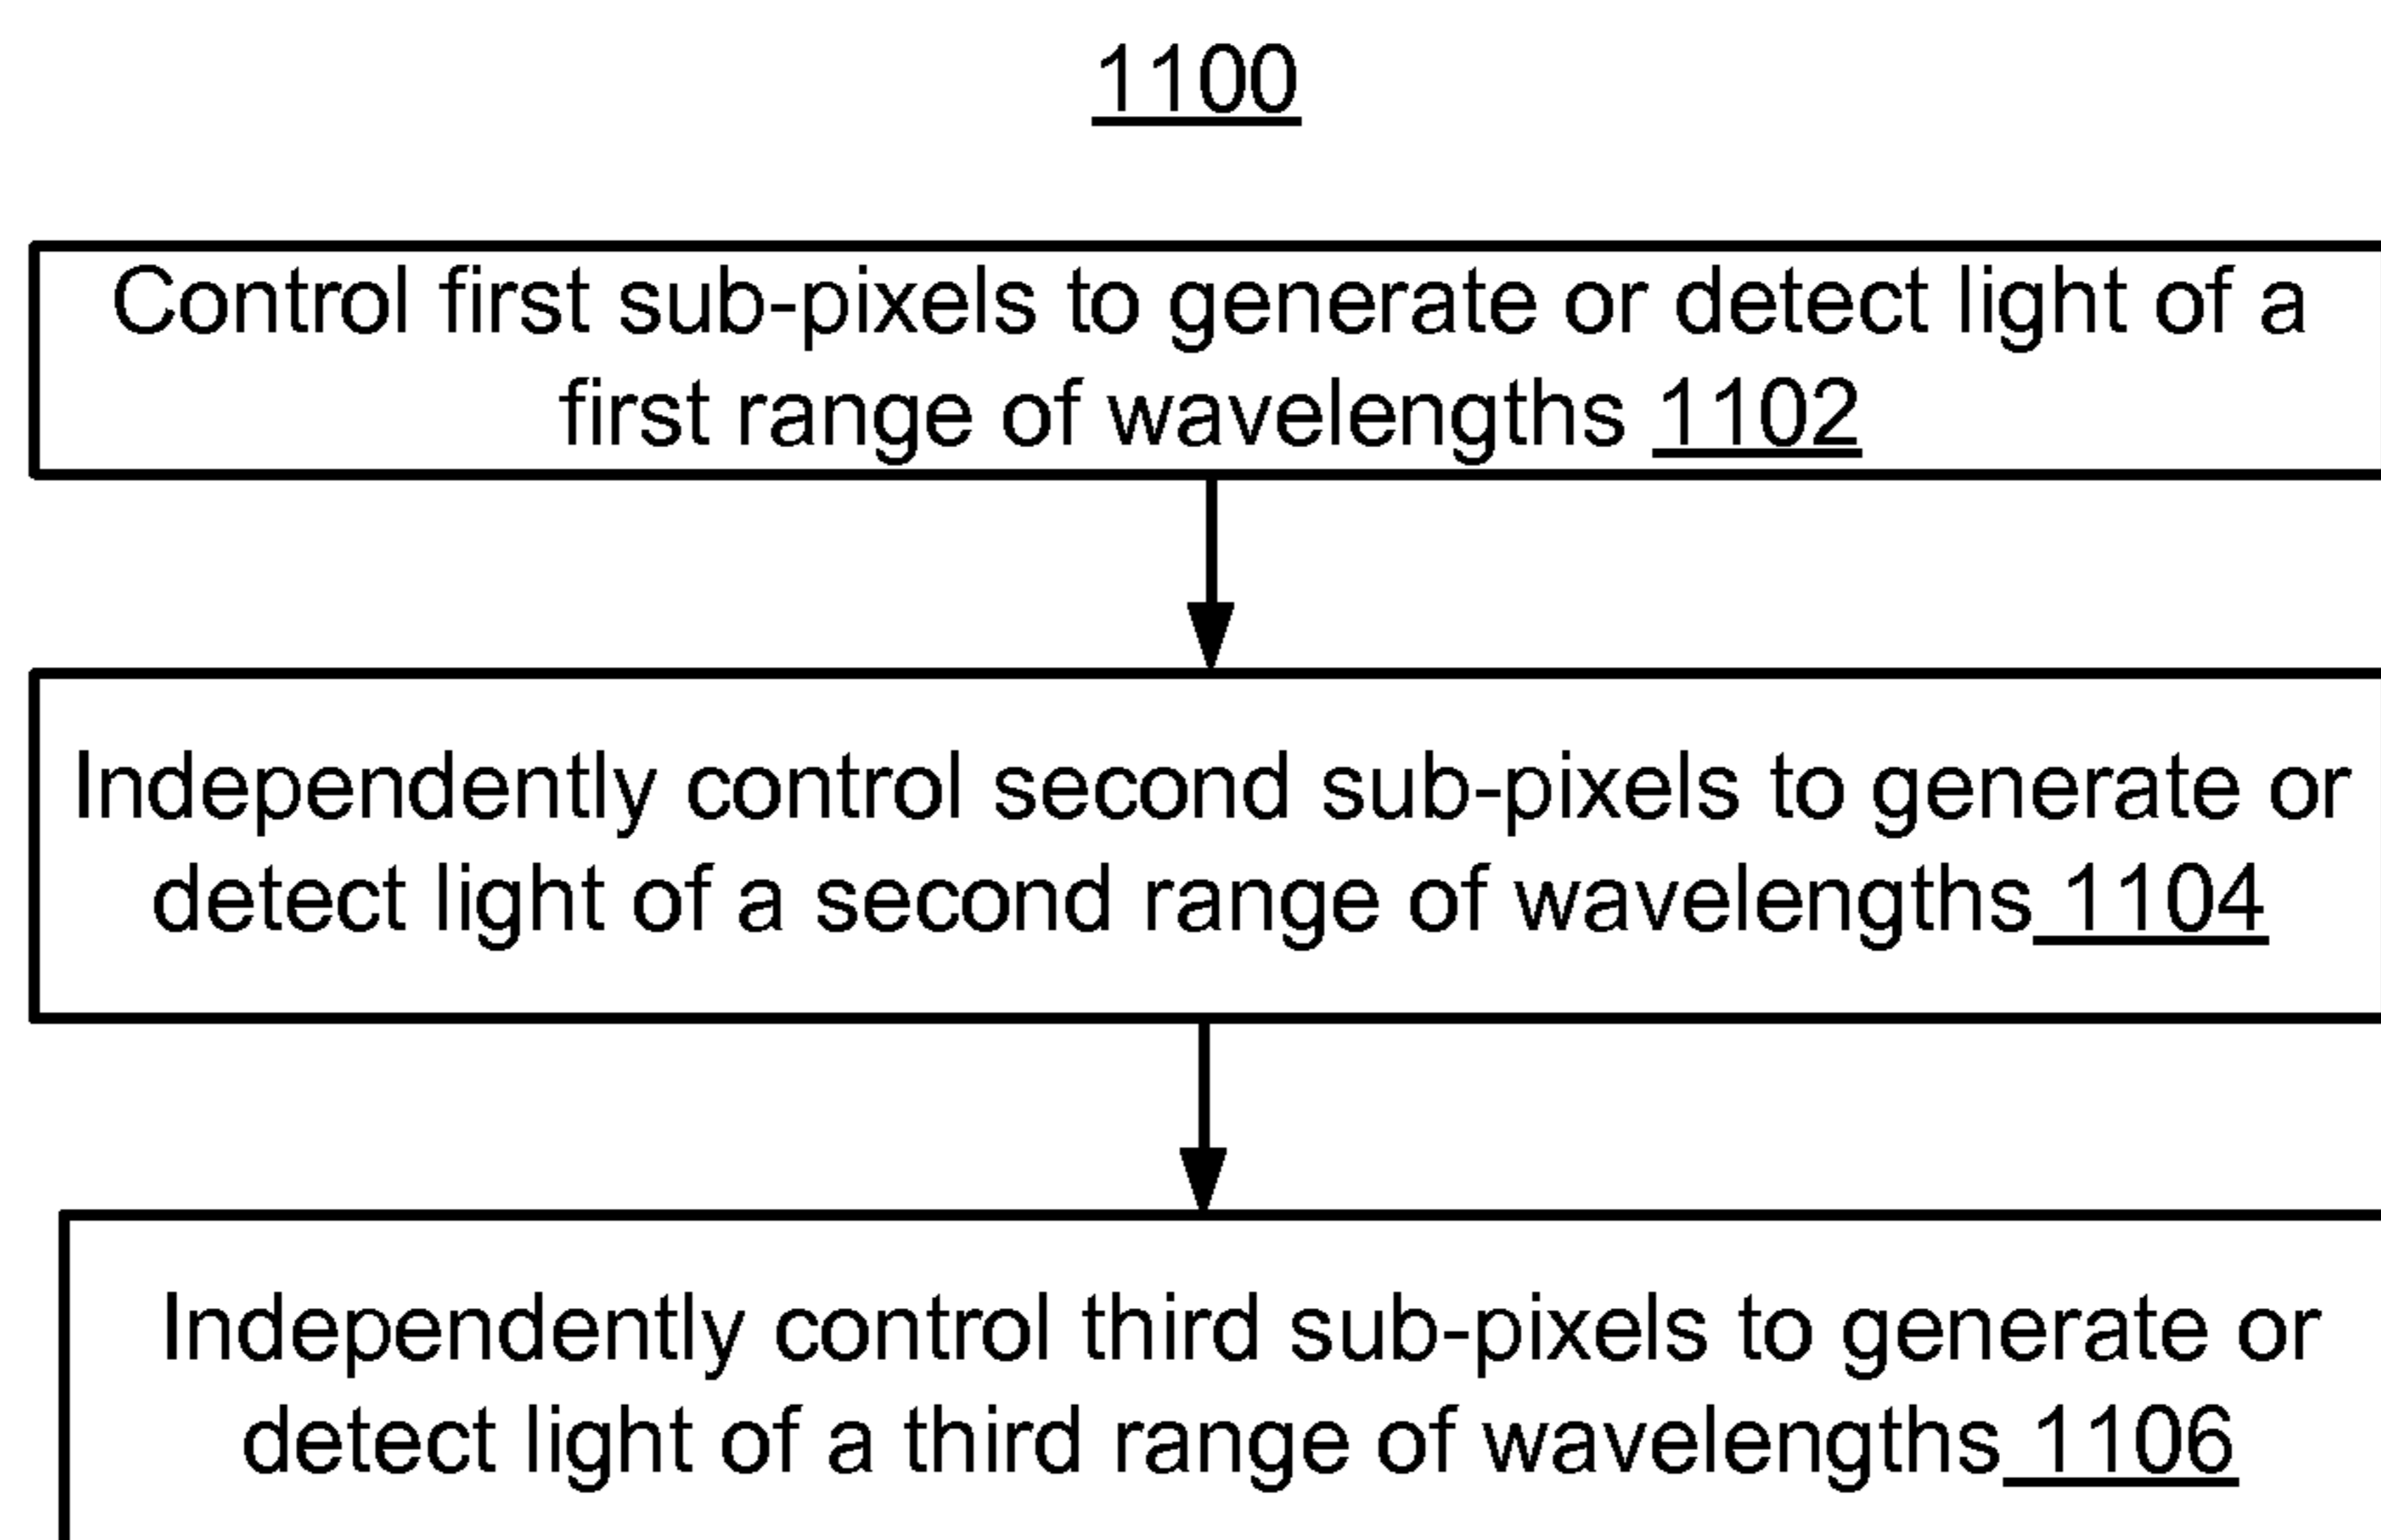 1100
Control first sub-pixels to generate or detect light of a
first range of wavelengths 1102
Independently control second sub-pixels to generate or
detect light of a second range of wavelengths 1104
Independently control third sub-pixels to generate or
detect light of a third range of wavelengths 1106